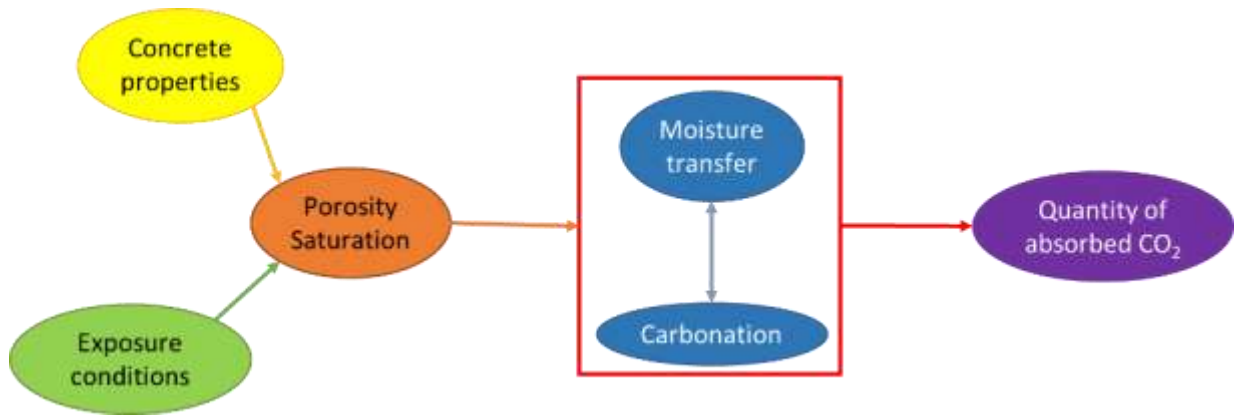 Concrete
properties
Exposure
conditions
Porosity
Saturation
Moisture
transfer
Carbonation
Quantity of
absorbed CO₂